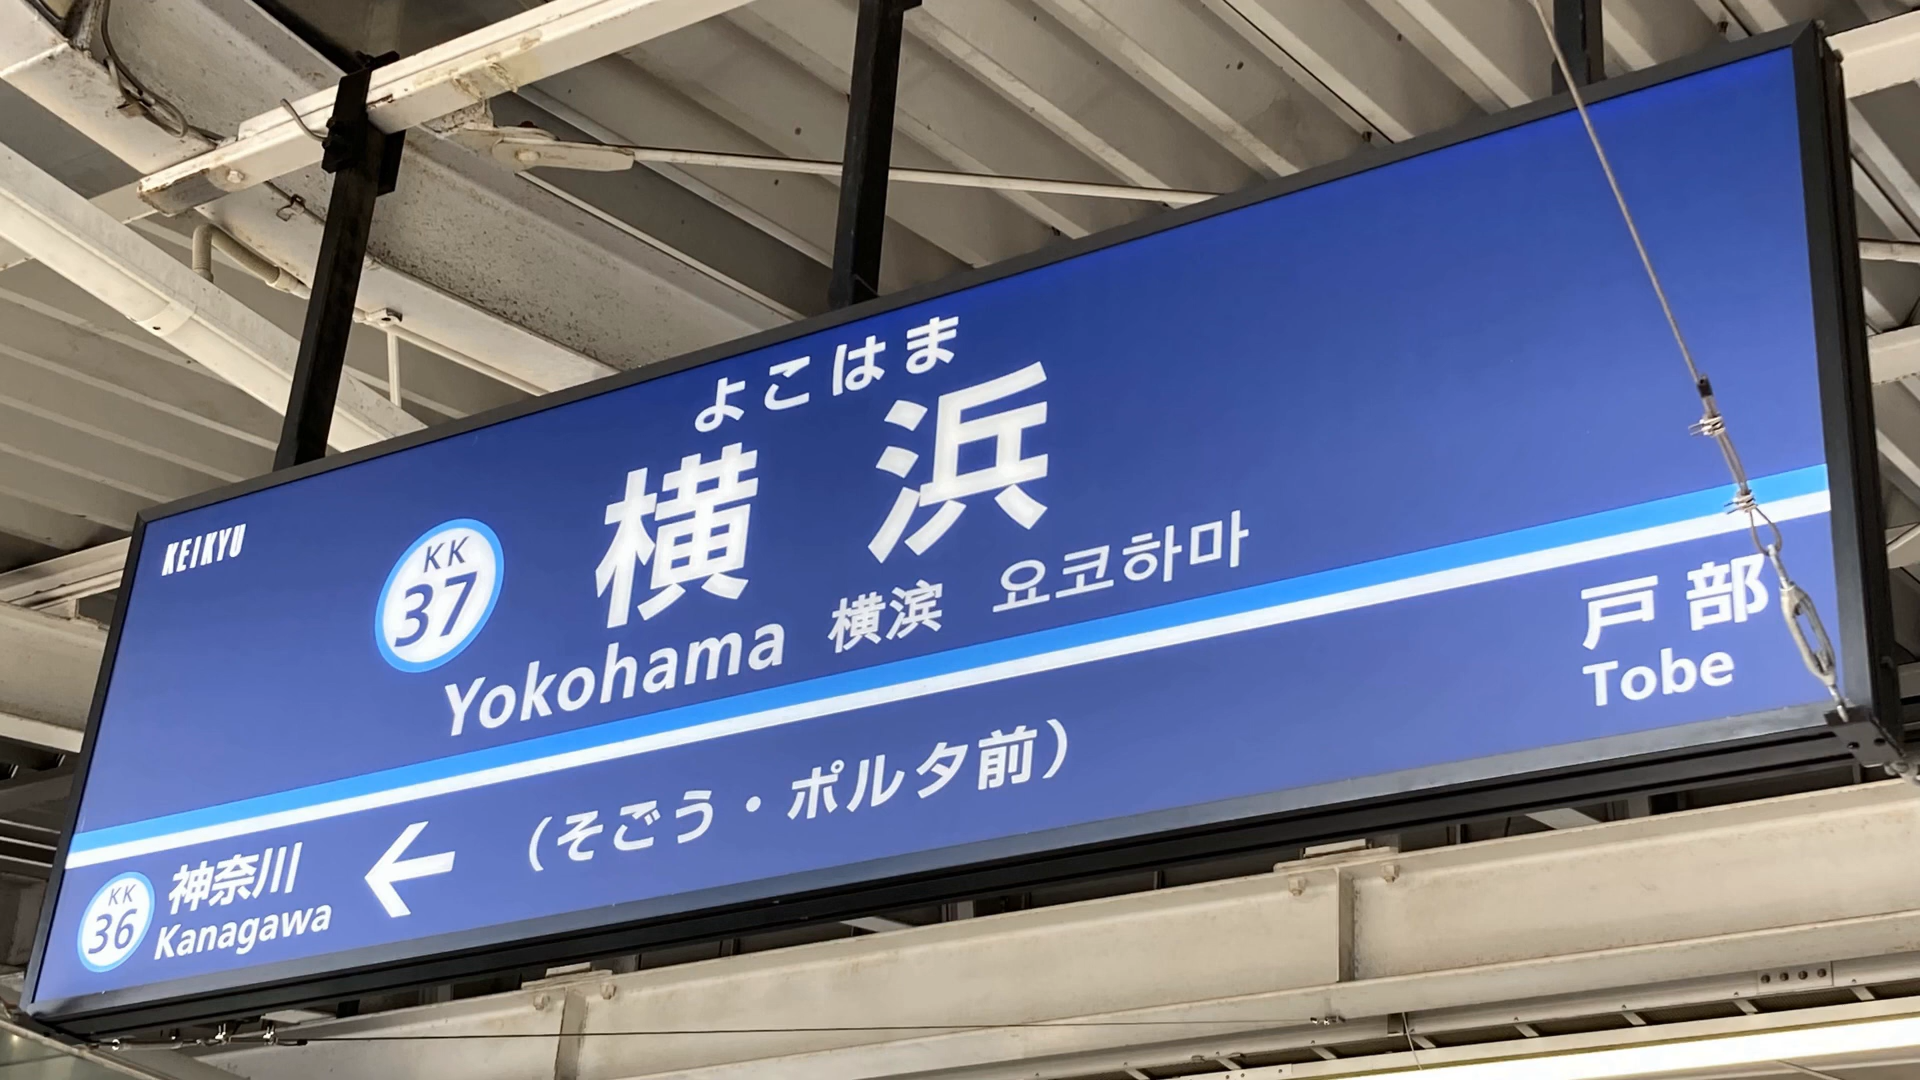 KEIKYU
よこはま
KK
37
横浜
Yokohama 横滨 요코하마
戸部
Tobe
KK
36
神奈川
Kanagawa
←
(そごう・ポルタ前)